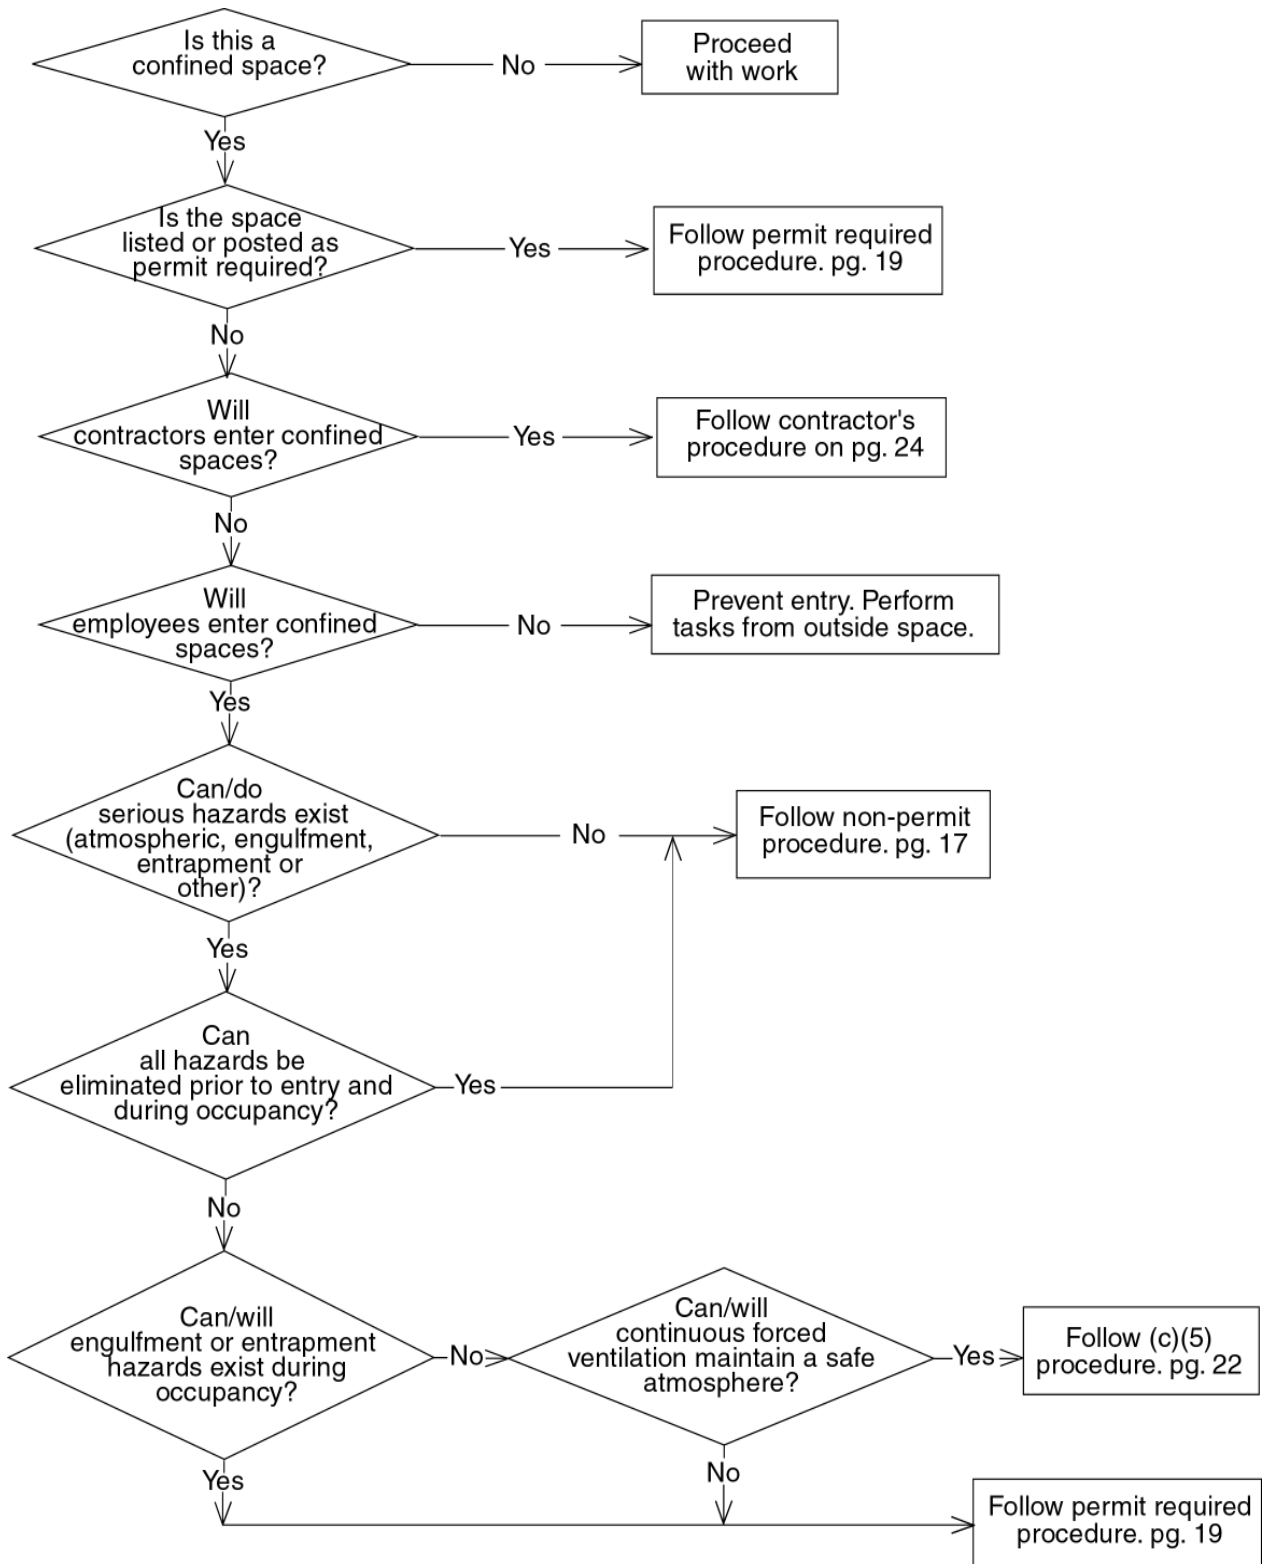 Is this a
confined space?
No
Proceed
with work
Yes
Is the space
listed or posted as
permit required?
Yes
Follow permit required
procedure. pg. 19
No
Will
contractors enter confined
spaces?
Yes
Follow contractor's
procedure on pg. 24
No
Will
employees enter confined
spaces?
No
Prevent entry. Perform
tasks from outside space.
Yes
Can/do
serious hazards exist
(atmospheric, engulfment,
entrapment or
other)?
No
Follow non-permit
procedure. pg. 17
Yes
Can
all hazards be
eliminated prior to entry and
during occupancy?
Yes
No
Can/will
engulfment or entrapment
hazards exist during
occupancy?
No
Can/will
continuous forced
ventilation maintain a safe
atmosphere?
Yes
Follow (c)(5)
procedure. pg. 22
Yes
No
Follow permit required
procedure. pg. 19